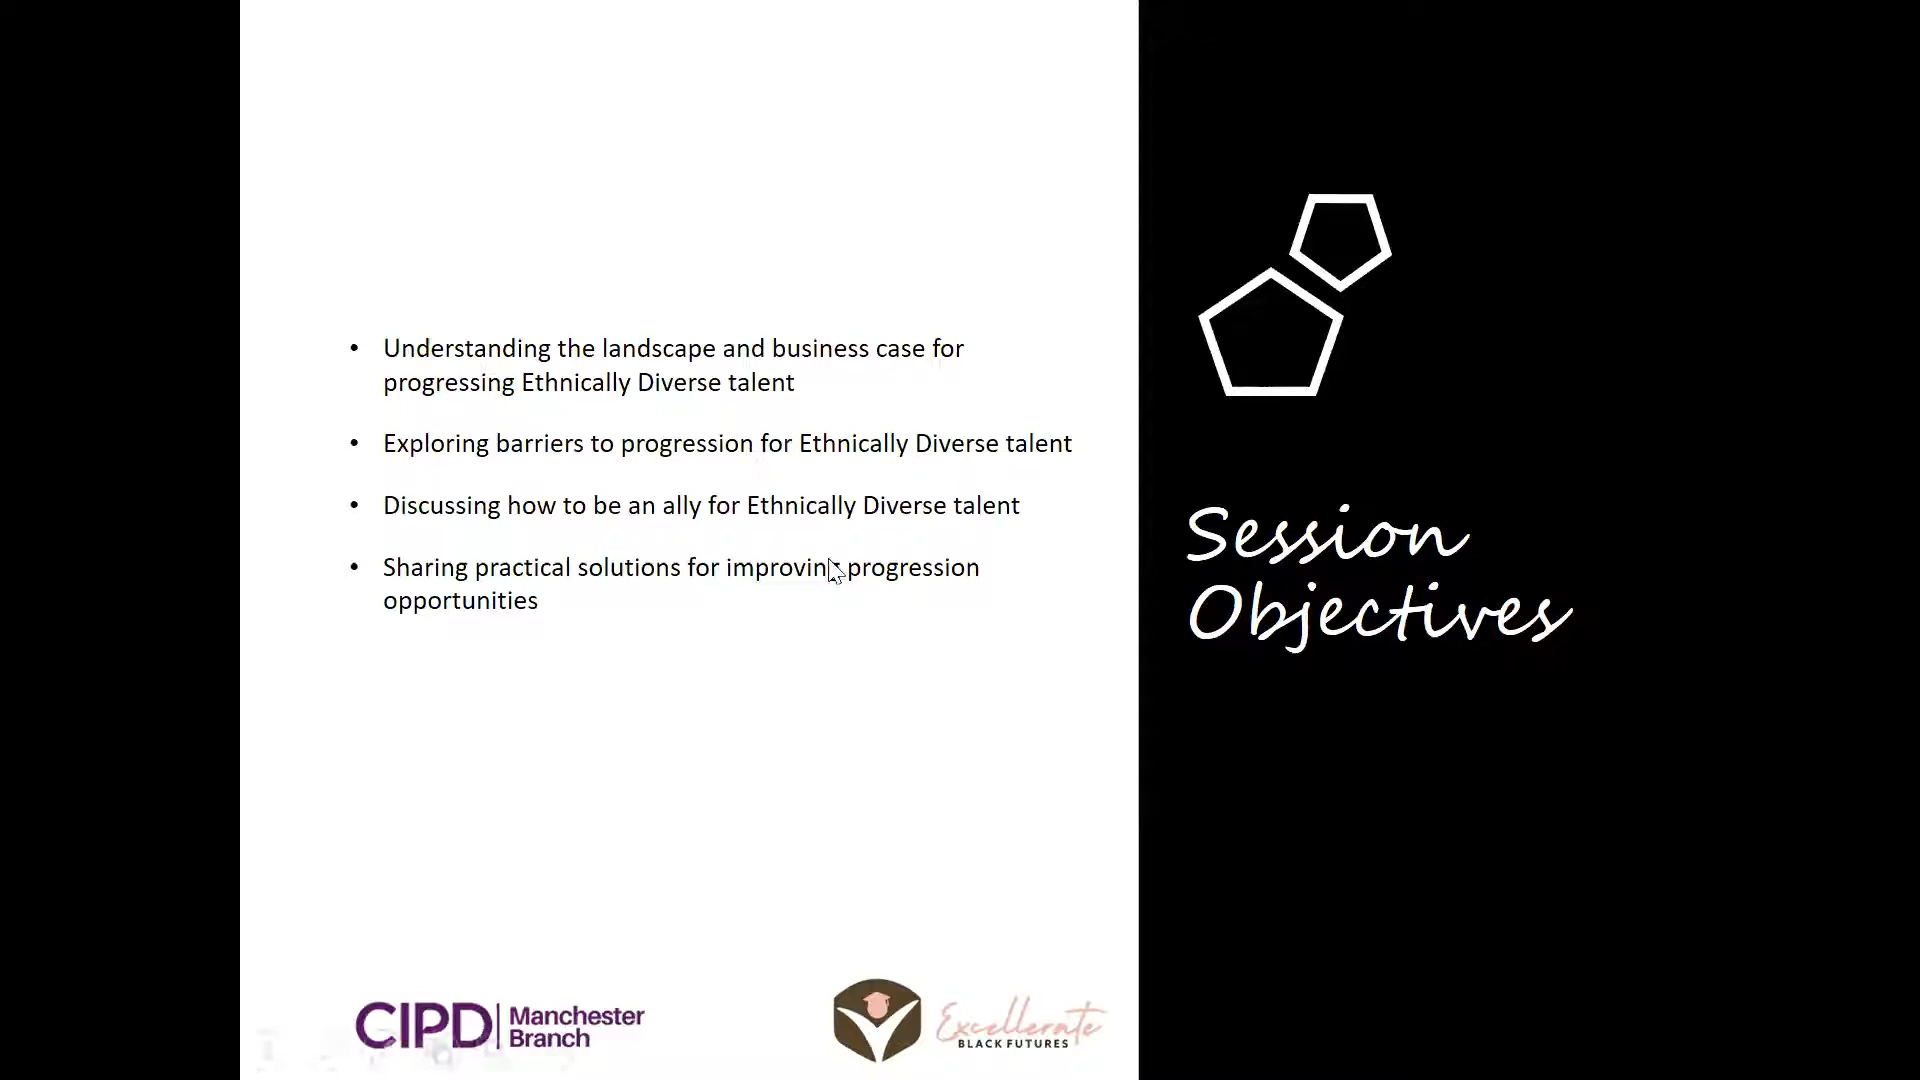 • Understanding the landscape and business case for
progressing Ethnically Diverse talent
• Exploring barriers to progression for Ethnically Diverse talent
• Discussing how to be an ally for Ethnically Diverse talent
• Sharing practical solutions for improving progression
opportunities
Session
Objectives
CIPD
Manchester
Branch
Excellerate
BLACK FUTURES